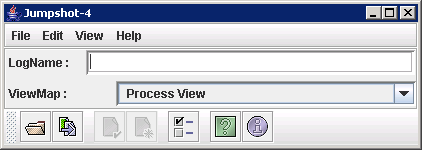 Jumpshot-4
File Edit View Help
LogName :
ViewMap : Process View